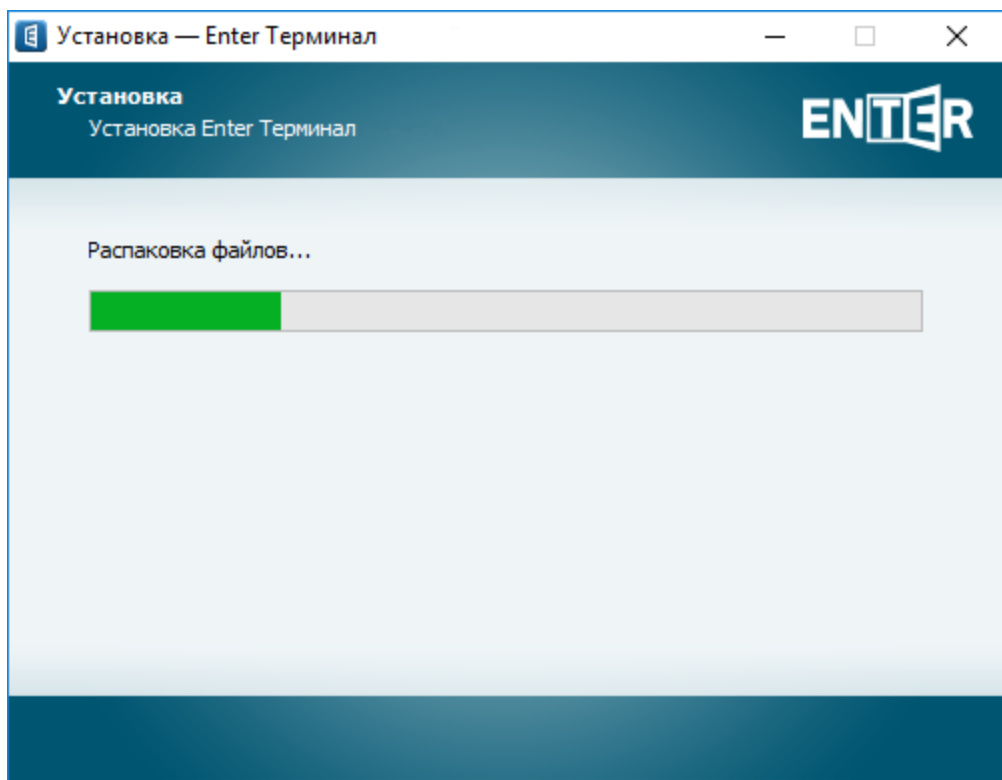 Установка — Enter Терминал
Установка
Установка Enter Терминал
ENTER
Распаковка файлов...